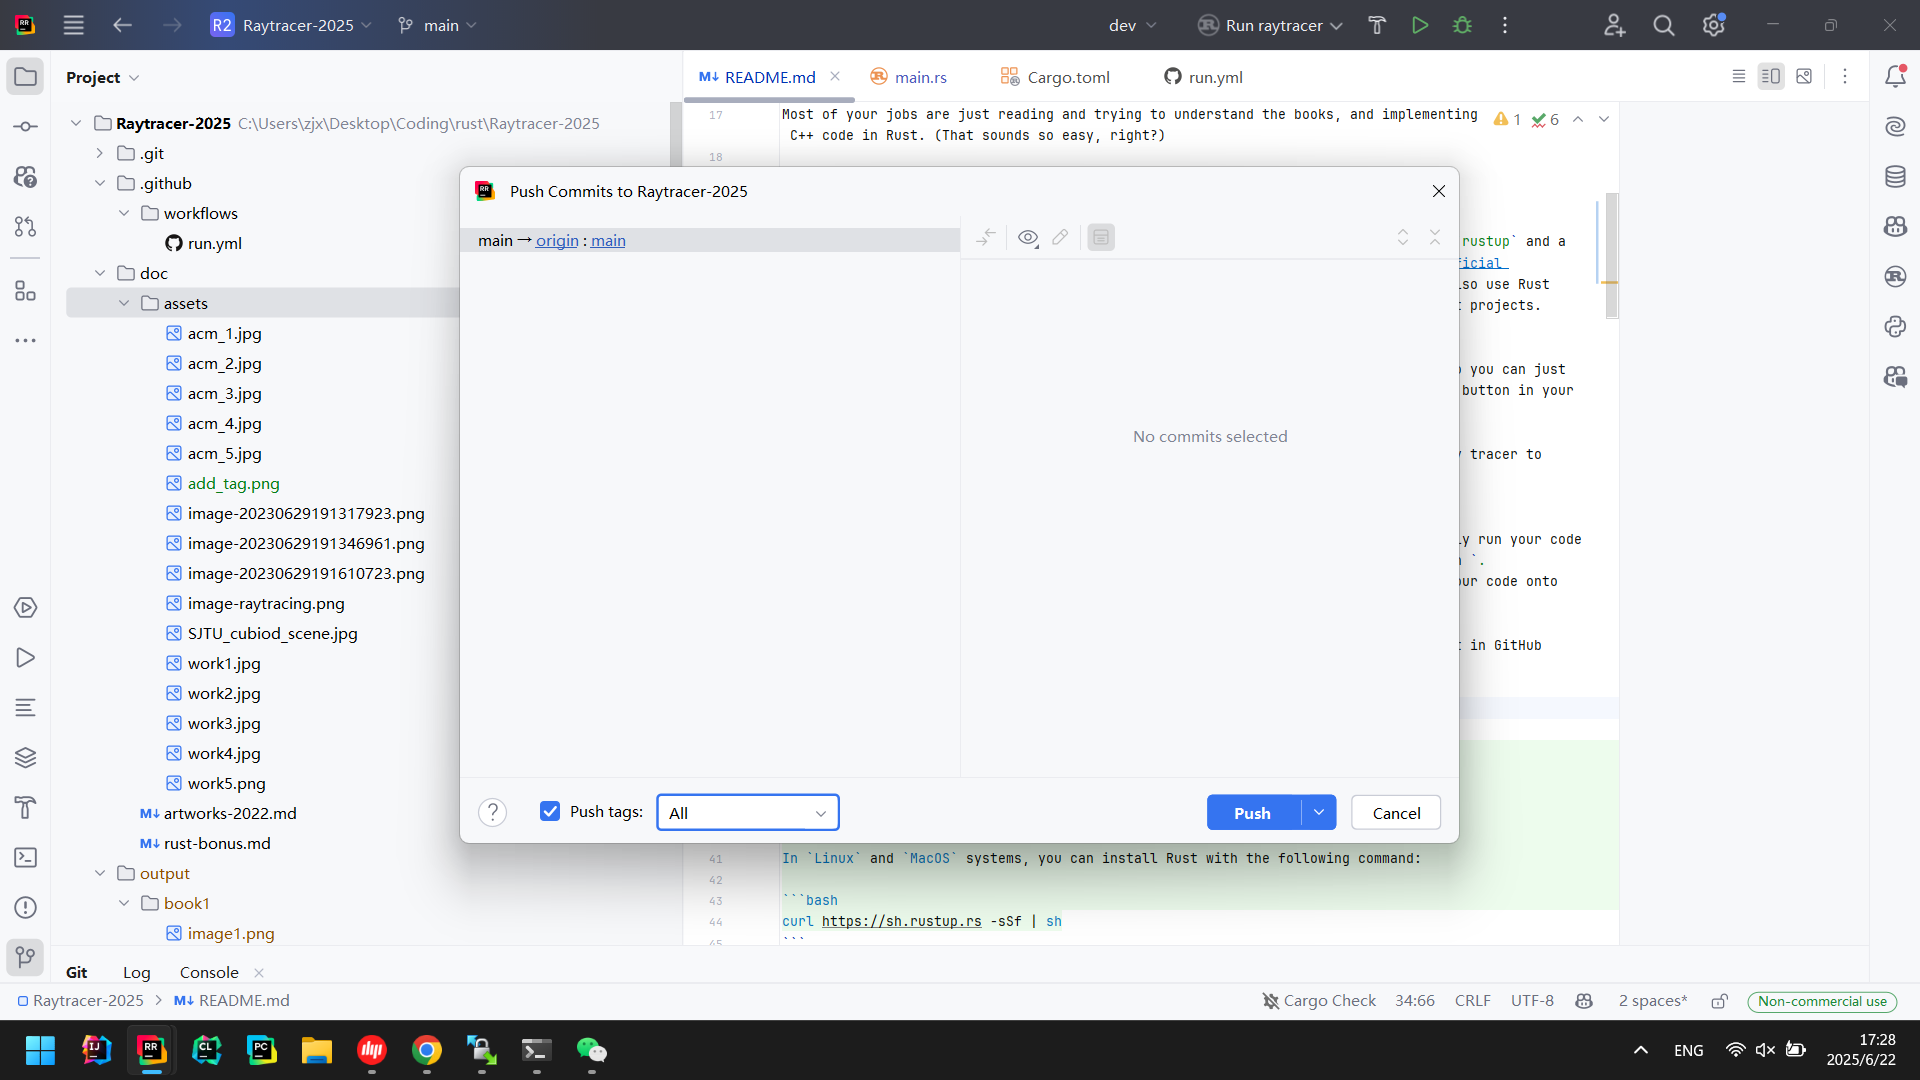 R2 Raytracer-2025 main dev Run raytracer
Project
README.md main.rs Cargo.toml run.yml
Raytracer-2025 C:\Users\zjx\Desktop\Coding\rust\Raytracer-2025
.git
.github
workflows
run.yml
doc
assets
acm_1.jpg
acm_2.jpg
acm_3.jpg
acm_4.jpg
acm_5.jpg
add_tag.png
image-20230629191317923.png
image-20230629191346961.png
image-20230629191610723.png
image-raytracing.png
SJTU_cubiod_scene.jpg
work1.jpg
work2.jpg
work3.jpg
work4.jpg
work5.png
artworks-2022.md
rust-bonus.md
output
book1
image1.png
17 Most of your jobs are just reading and trying to understand the books, and implementing
C++ code in Rust. (That sounds so easy, right?)
1 6
18
rustup` and a
ficial
lso use Rust
projects.
you can just
button in your
tracer to
ly run your code
`.
our code onto
in GitHub
Push Commits to Raytracer-2025
main → origin : main
No commits selected
? Push tags: All Push Cancel
41 In `Linux` and `MacOS` systems, you can install Rust with the following command:
42
43 ```bash
44 curl https://sh.rustup.rs -sSf | sh
45 ```
Git Log Console
Raytracer-2025 > README.md Cargo Check 34:66 CRLF UTF-8 2 spaces* Non-commercial use
ENG 17:28
2025/6/22